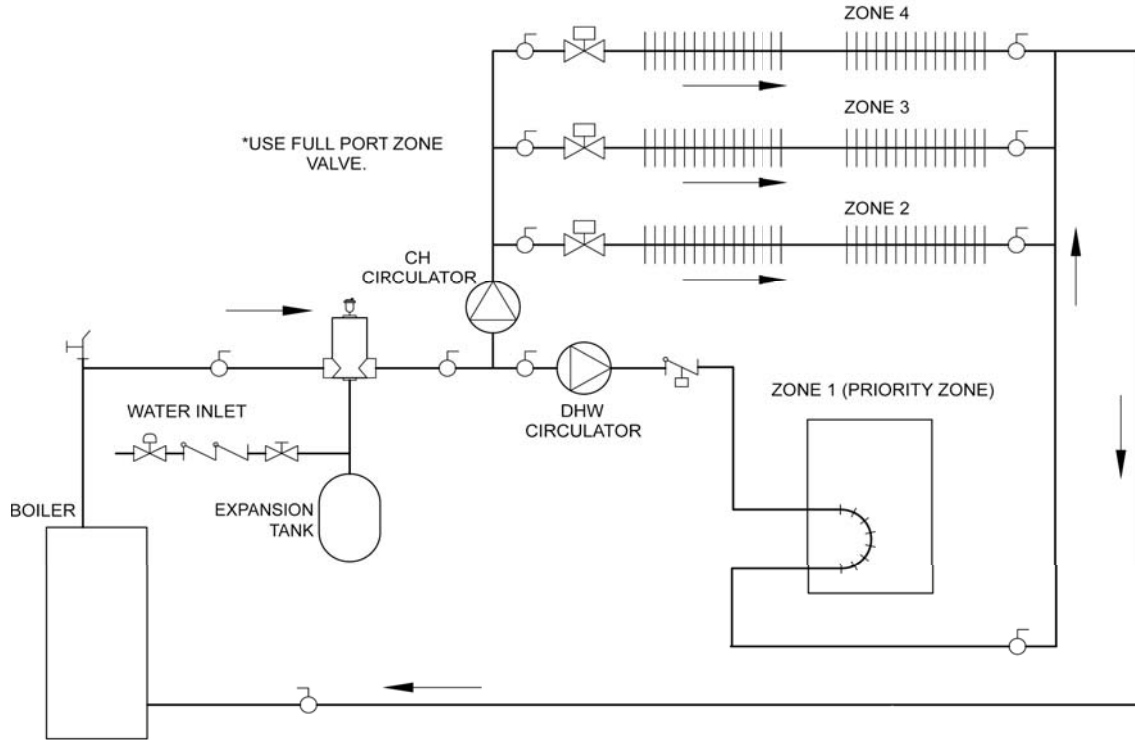 ZONE 4
ZONE 3
*USE FULL PORT ZONE
VALVE.
ZONE 2
CH
CIRCULATOR
ZONE 1 (PRIORITY ZONE)
WATER INLET
DHW
CIRCULATOR
BOILER
EXPANSION
TANK